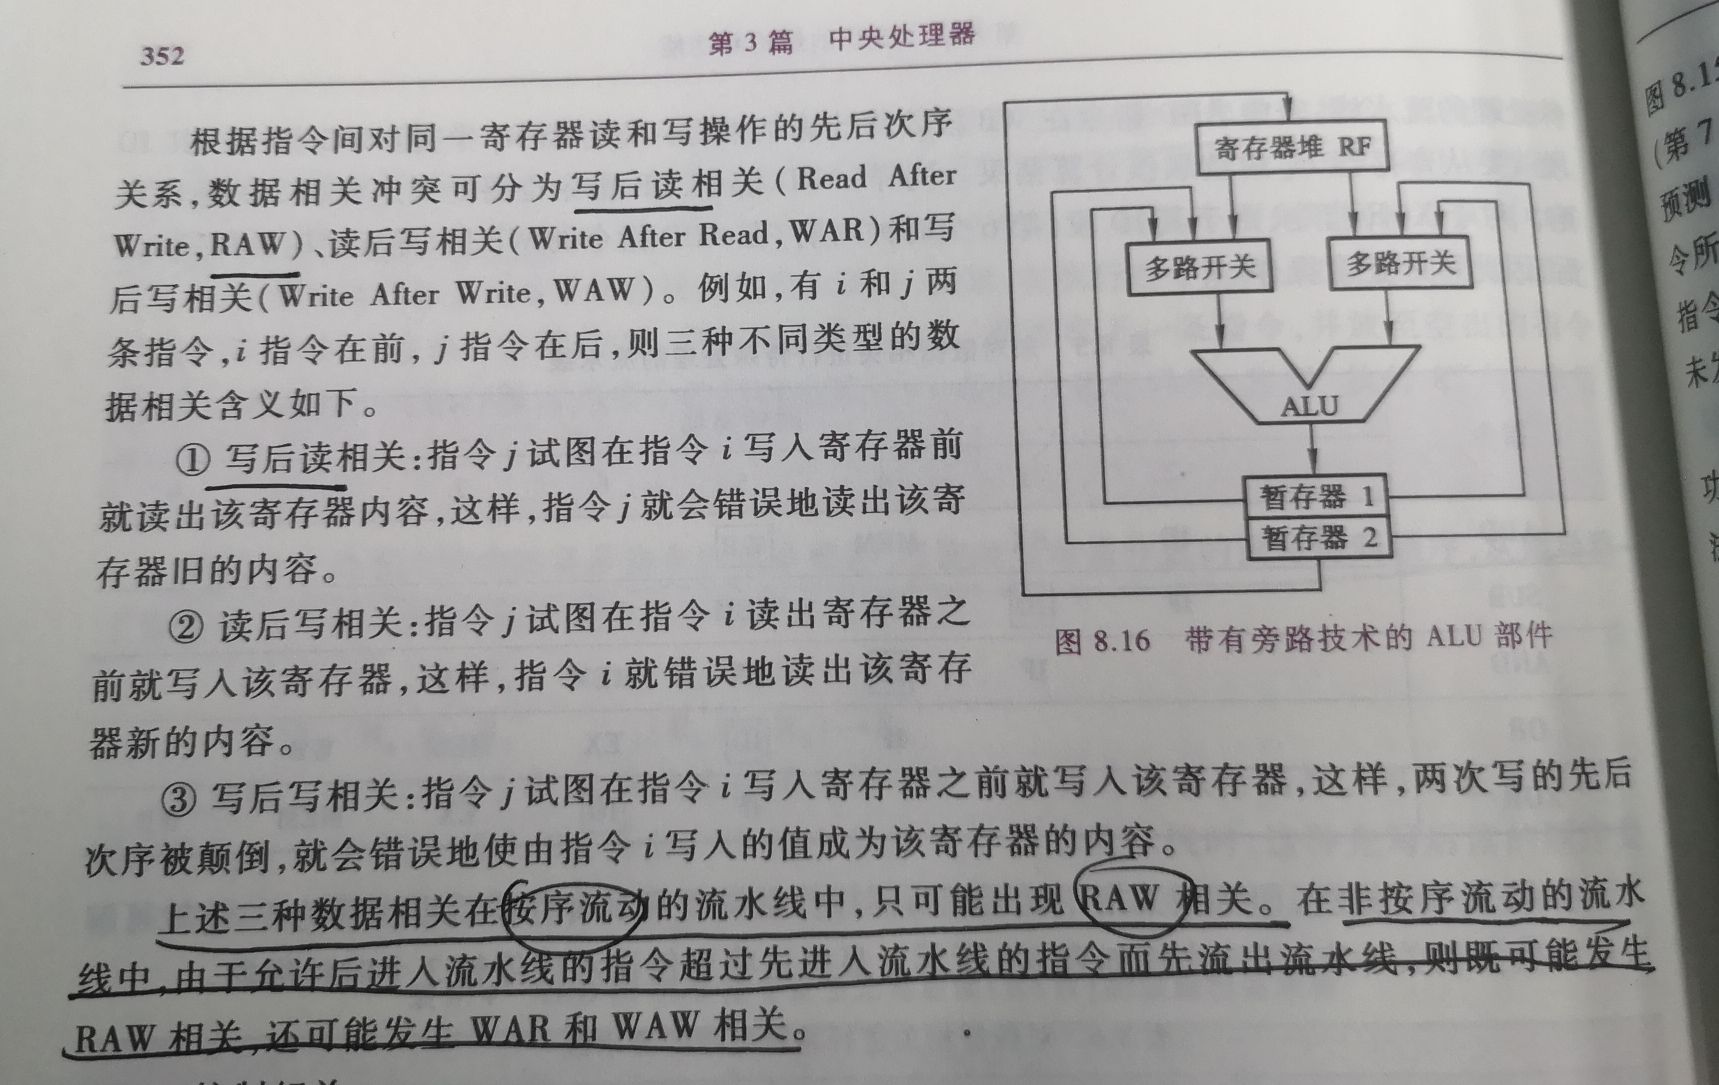 352
第 3 篇 中央处理器
根据指令间对同一寄存器读和写操作的先后次序
关系,数据相关冲突可分为写后读相关(Read After
Write,RAW)、读后写相关(Write After Read,WAR)和写
后写相关(Write After Write,WAW)。例如,有 i 和 j 两
条指令,i 指令在前,j 指令在后,则三种不同类型的数
据相关含义如下。
① 写后读相关:指令 j 试图在指令 i 写入寄存器前
就读出该寄存器内容,这样,指令 j 就会错误地读出该寄
存器旧的内容。
② 读后写相关:指令 j 试图在指令 i 读出寄存器之
前就写入该寄存器,这样,指令 i 就错误地读出该寄存
器新的内容。
寄存器堆 RF
多路开关
多路开关
ALU
暂存器 1
暂存器 2
图 8.16 带有旁路技术的 ALU 部件
③ 写后写相关:指令 j 试图在指令 i 写入寄存器之前就写入该寄存器,这样,两次写的先后
次序被颠倒,就会错误地使由指令 i 写入的值成为该寄存器的内容。
上述三种数据相关在按序流动的流水线中,只可能出现 RAW 相关。在非按序流动的流水
线中,由于允许后进入流水线的指令超过先进入流水线的指令而先流出流水线,则既可能发生
RAW 相关,还可能发生 WAR 和 WAW 相关。
图 8.1
(第 7
预测
令所
指令
未